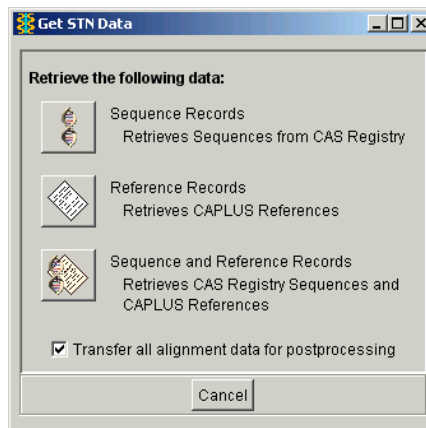 Get STN Data
Retrieve the following data:
Sequence Records
Retrieves Sequences from CAS Registry
Reference Records
Retrieves CAPLUS References
Sequence and Reference Records
Retrieves CAS Registry Sequences and
CAPLUS References
Transfer all alignment data for postprocessing
Cancel